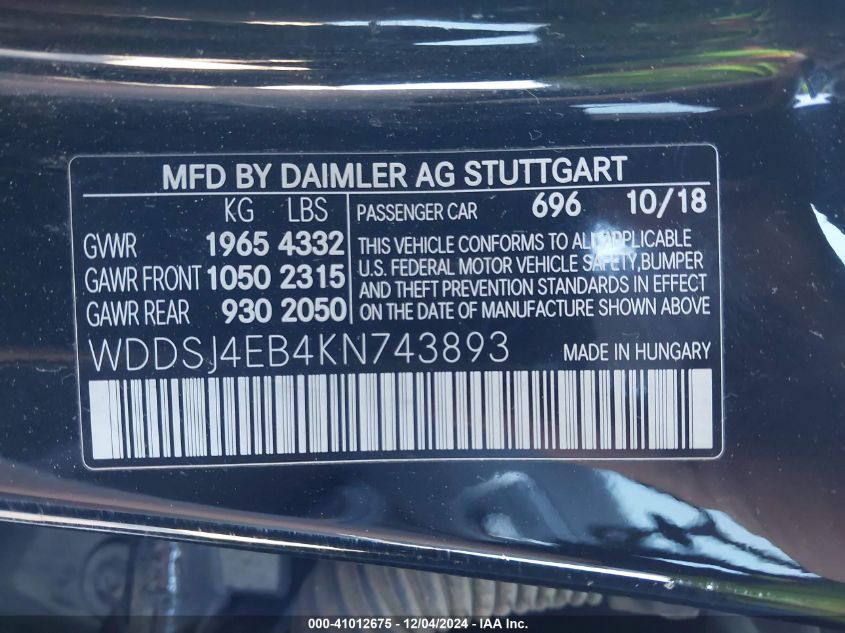 MFD BY DAIMLER AG STUTTGART
KG LBS
GVWR 1965 4332
GAWR FRONT 1050 2315
GAWR REAR 930 2050
PASSENGER CAR 696 10/18
THIS VEHICLE CONFORMS TO ALL APPLICABLE
U.S. FEDERAL MOTOR VEHICLE SAFETY, BUMPER
AND THEFT PREVENTION STANDARDS IN EFFECT
ON THE DATE OF MANUFACTURE SHOWN ABOVE
WDDSJ4EB4KN743893 MADE IN HUNGARY
000-41012675 - 12/04/2024 - IAA Inc.